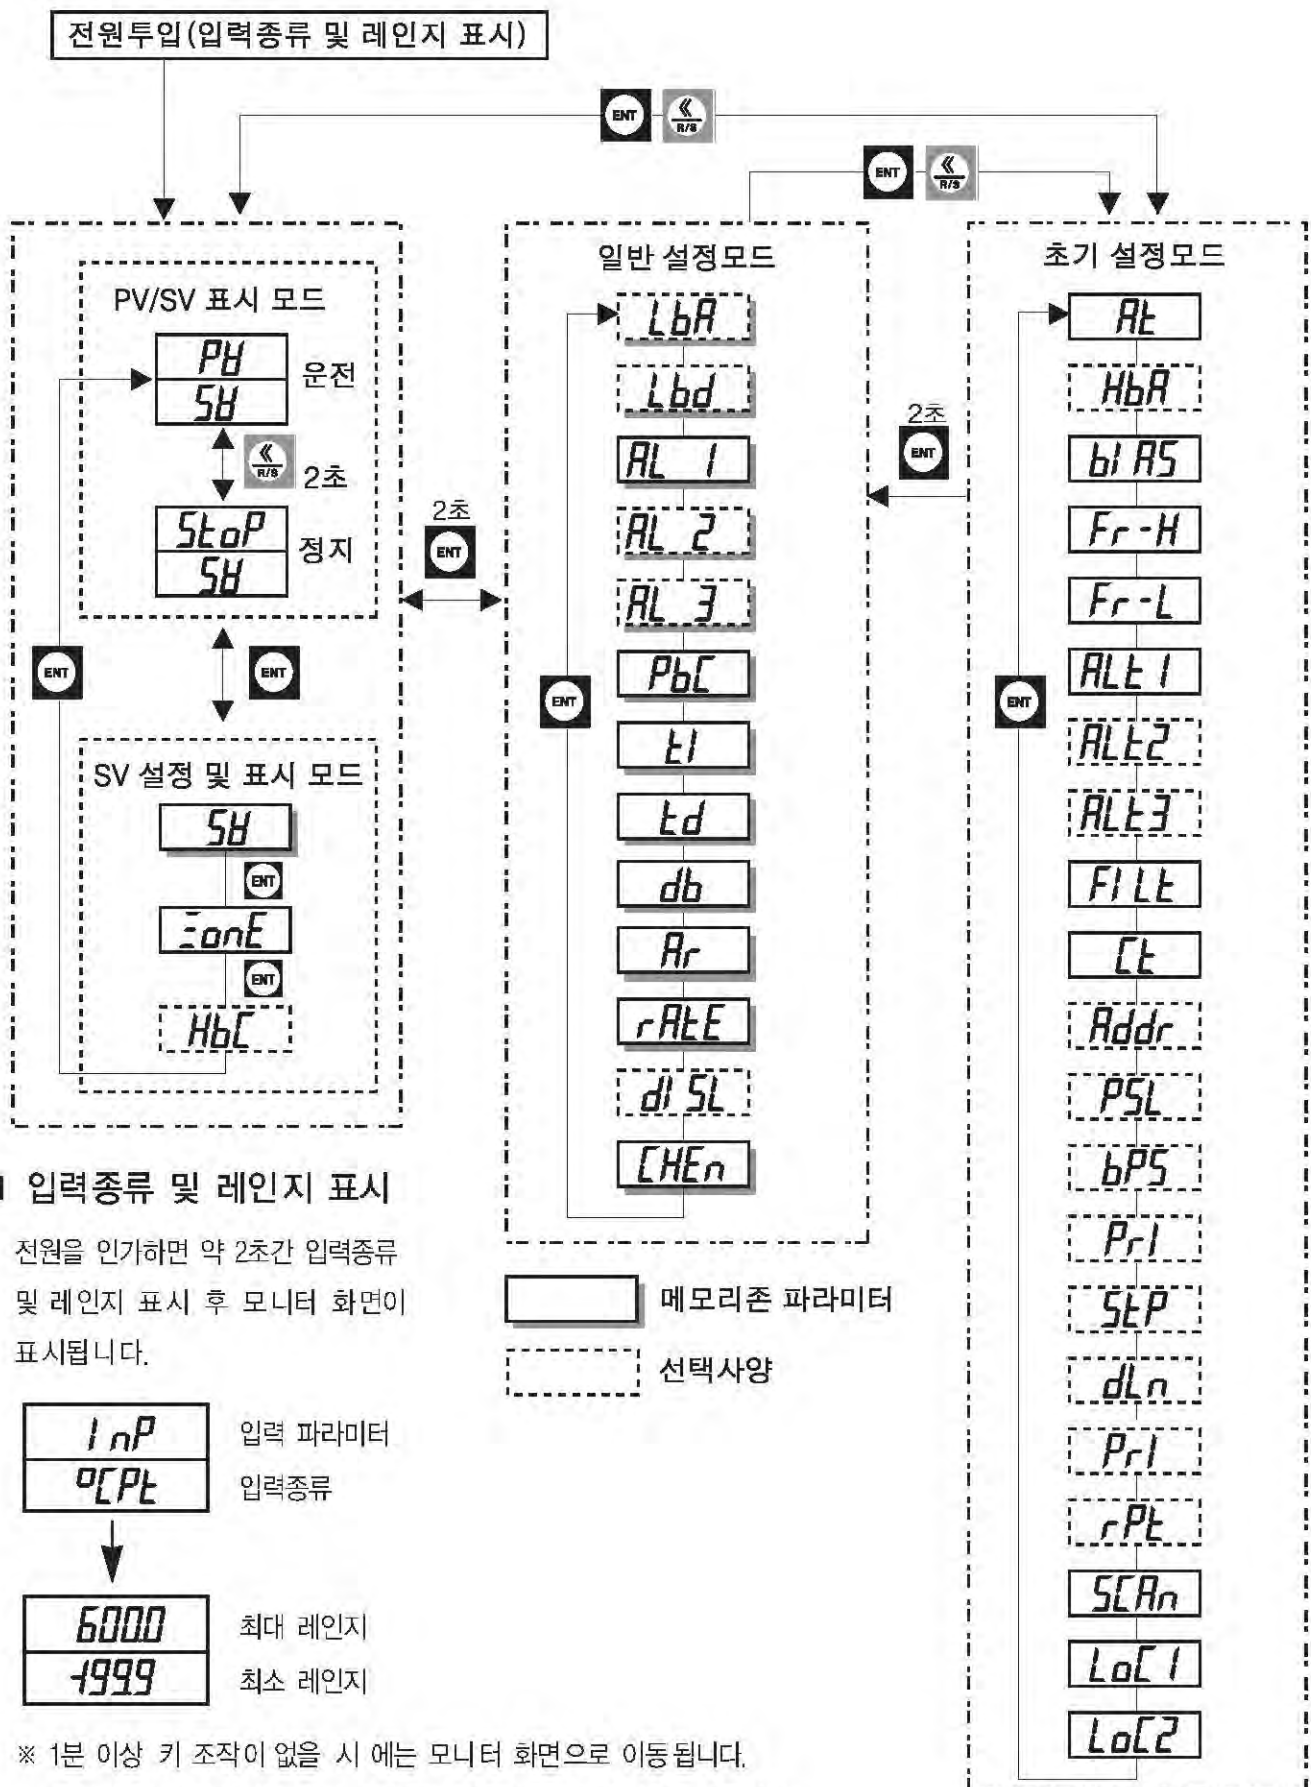 전원투입(입력종류 및 레인지 표시)
ENT
≪
R/S
ENT
≪
R/S
PV/SV 표시 모드
PV
SV
운전
≪
R/S
2초
StoP
SV
정지
ENT
ENT
SV 설정 및 표시 모드
SV
ENT
ZonE
ENT
HbC
2초
ENT
일반 설정모드
LbA
Lbd
AL 1
AL 2
AL 3
PbC
ENT
tI
td
db
Ar
rAtE
dISL
CHEn
2초
ENT
초기 설정모드
At
HbA
bIAS
Fr-H
Fr-L
ALt1
ENT
ALt2
ALt3
FILt
Ct
Addr
PSL
bPS
PrI
StP
dLn
PrI
rPt
SCAn
LoC1
LoC2
메모리존 파라미터
선택사양
입력종류 및 레인지 표시
전원을 인가하면 약 2초간 입력종류
및 레인지 표시 후 모니터 화면이
표시됩니다.
InP
입력 파라미터
°CPt
입력종류
600.0
최대 레인지
-199.9
최소 레인지
※ 1분 이상 키 조작이 없을 시 에는 모니터 화면으로 이동됩니다.